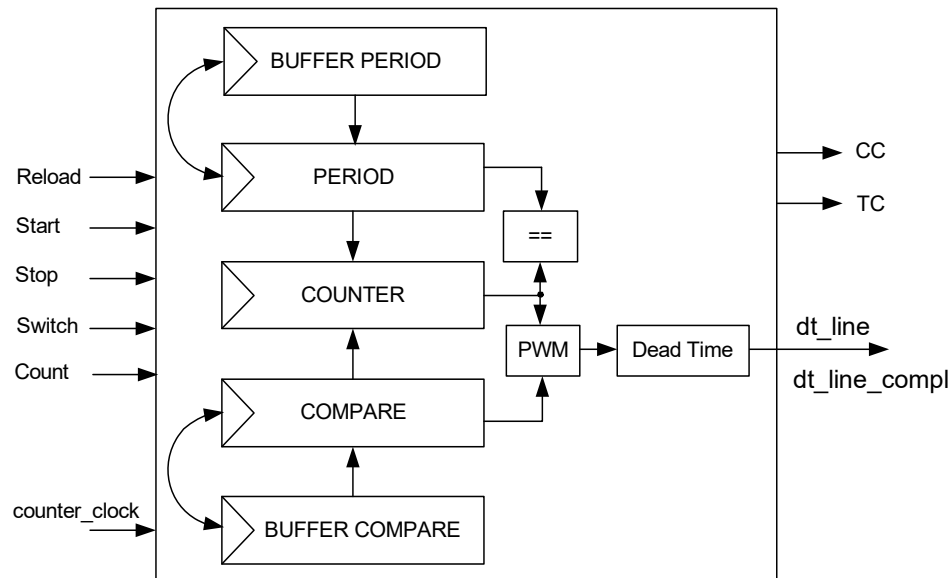 BUFFER PERIOD
PERIOD
CC
Reload
TC
Start
==
Stop
COUNTER
Switch
dt_line
PWM
Dead Time
Count
dt_line_compl
COMPARE
counter_clock
BUFFER COMPARE